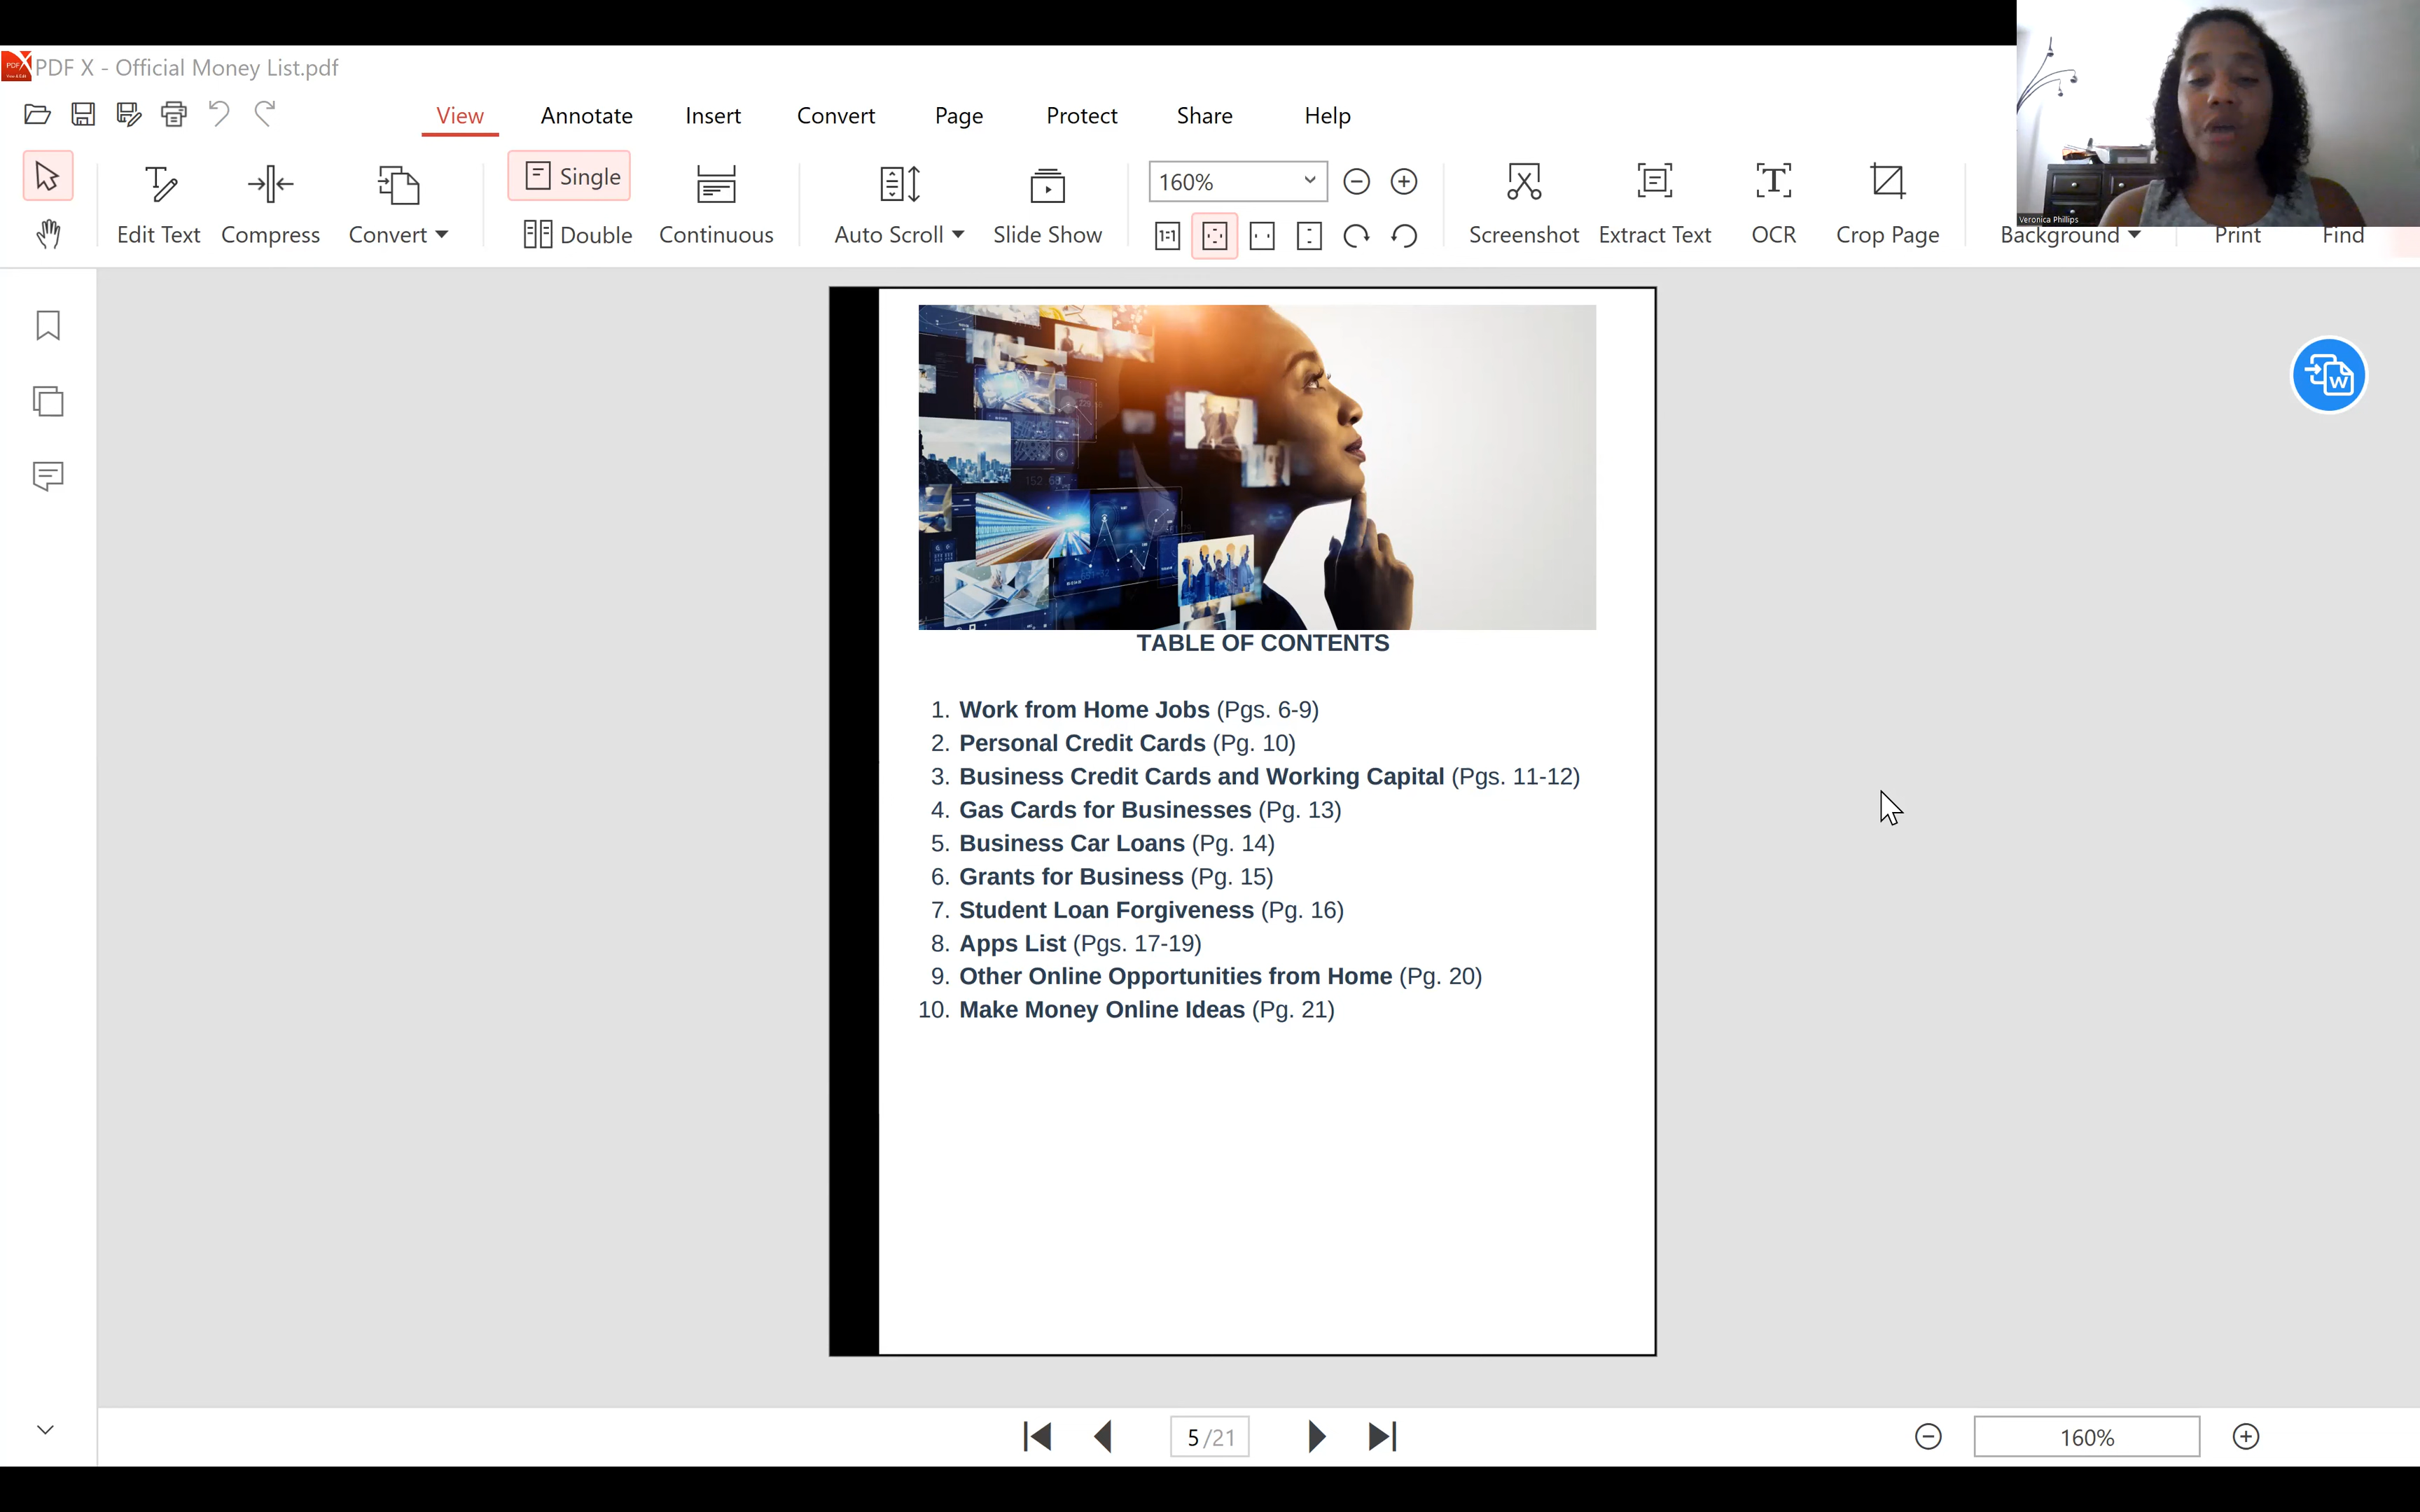 PDF X - Official Money List.pdf
View Annotate Insert Convert Page Protect Share Help
Edit Text Compress Convert
Single
Double
Continuous Auto Scroll Slide Show
160%
1:1
Screenshot Extract Text OCR Crop Page Background Print Find
Veronica Phillips
TABLE OF CONTENTS
1. Work from Home Jobs (Pgs. 6-9)
2. Personal Credit Cards (Pg. 10)
3. Business Credit Cards and Working Capital (Pgs. 11-12)
4. Gas Cards for Businesses (Pg. 13)
5. Business Car Loans (Pg. 14)
6. Grants for Business (Pg. 15)
7. Student Loan Forgiveness (Pg. 16)
8. Apps List (Pgs. 17-19)
9. Other Online Opportunities from Home (Pg. 20)
10. Make Money Online Ideas (Pg. 21)
5 /21
160%